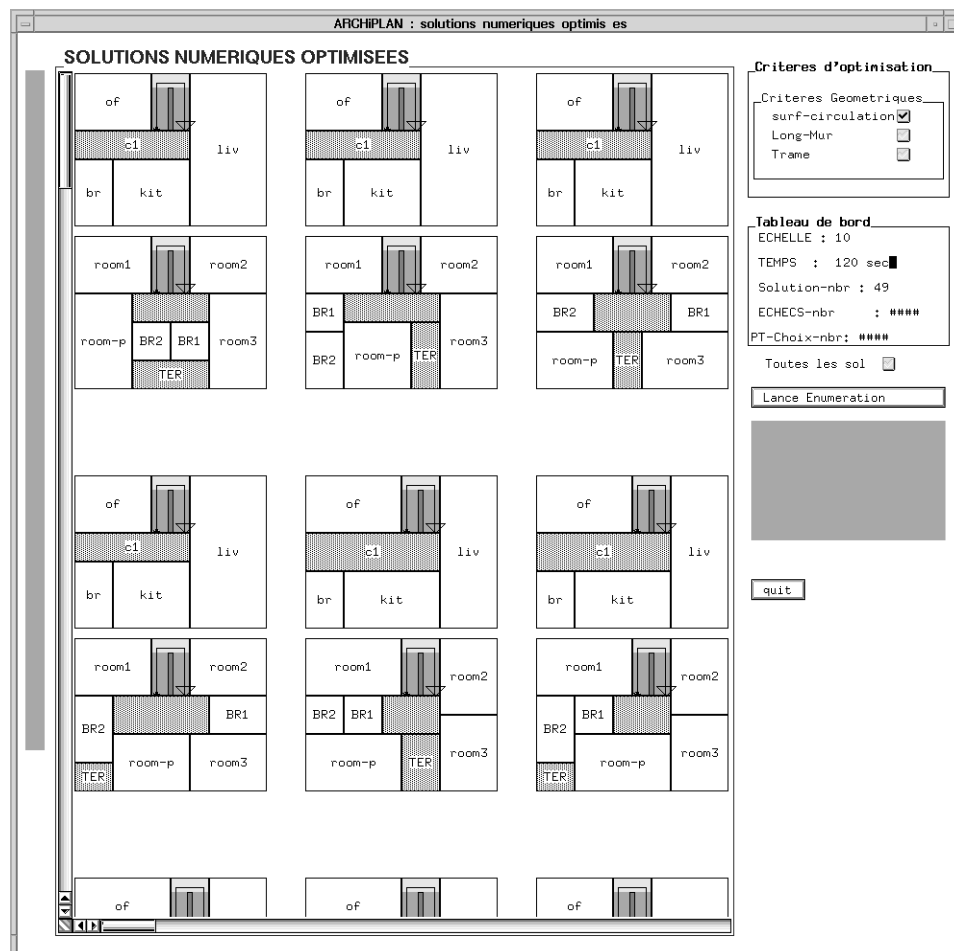 ARCHiPLAN : solutions numeriques optimis es
SOLUTIONS NUMERIQUES OPTIMISEES
of
c1
liv
br
kit
of
c1
liv
br
kit
of
c1
liv
br
kit
room1
room2
room-p
BR2
BR1
room3
TER
room1
room2
BR1
BR2
room-p
TER
room3
room1
room2
BR2
BR1
room-p
TER
room3
of
c1
liv
br
kit
of
c1
liv
br
kit
of
c1
liv
br
kit
room1
room2
BR2
BR1
TER
room-p
room3
room1
room2
BR2
BR1
room-p
TER
room3
room1
room2
BR2
BR1
TER
room-p
room3
of
of
of
Criteres d'optimisation
Criteres Geometriques
surf-circulation
Long-Mur
Trame
Tableau de bord
ECHELLE : 10
TEMPS : 120 sec
Solution-nbr : 49
ECHECS-nbr : ####
PT-Choix-nbr: ####
Toutes les sol
Lance Enumeration
quit